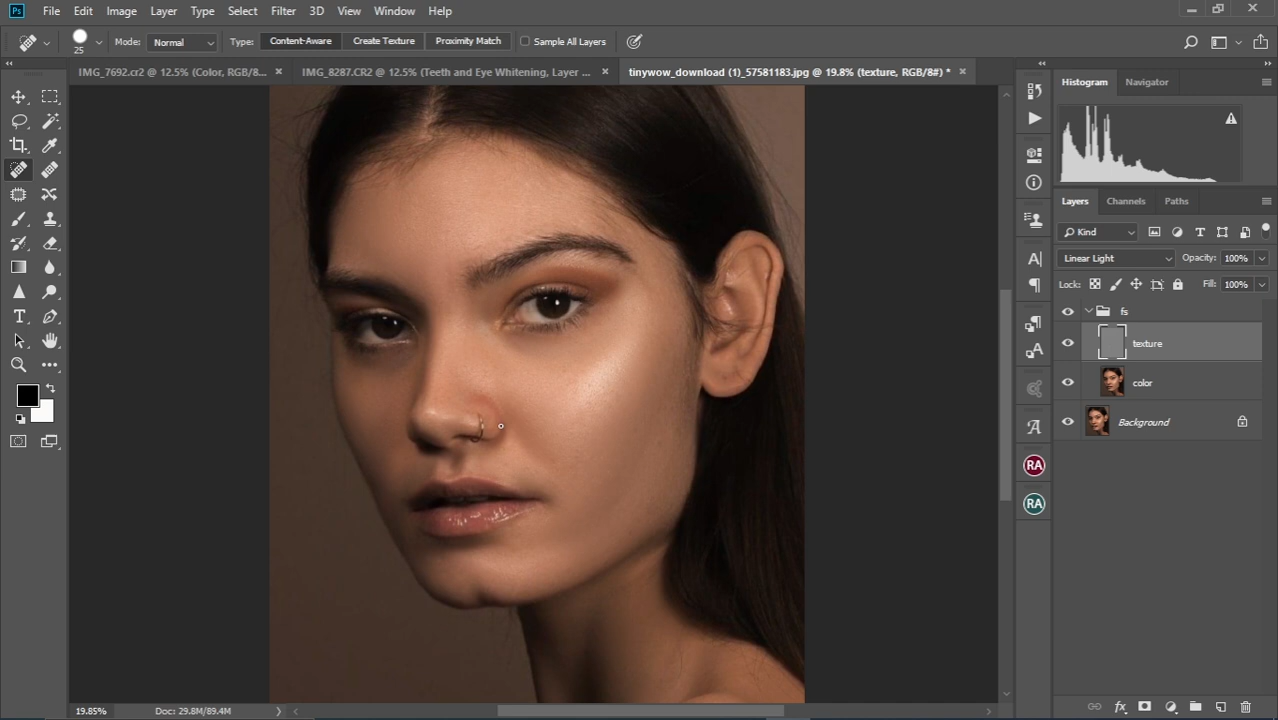 Ps File Edit Image Layer Type Select Filter 3D View Window Help
25 Mode: Normal Type: Content-Aware Create Texture Proximity Match Sample All Layers
IMG_7692.cr2 @ 12.5% (Color, RGB/8... IMG_8287.CR2 @ 12.5% (Teeth and Eye Whitening, Layer ... tinywow_download (1)_57581183.jpg @ 19.8% (texture, RGB/8#) *
Histogram Navigator
Layers Channels Paths
Kind
Linear Light Opacity: 100%
Lock: Fill: 100%
fs
texture
color
Background
RA
RA
19.85% Doc: 29.8M/89.4M